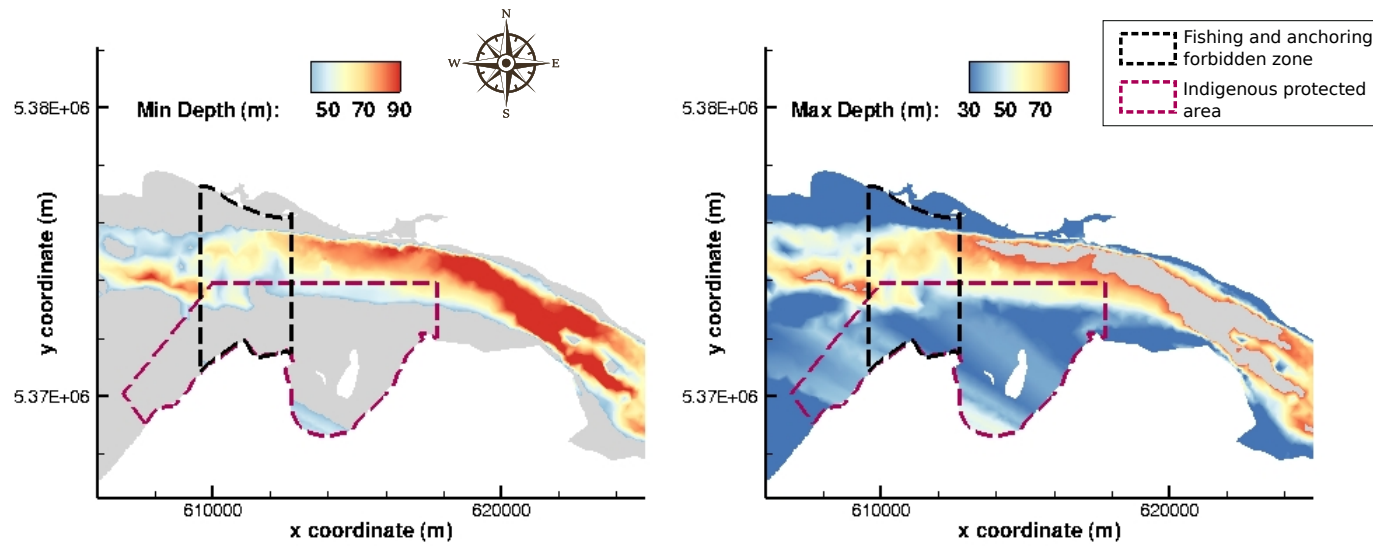 N
W E
S
Min Depth (m): 50 70 90
5.38E+06
5.37E+06
y coordinate (m)
610000 620000
x coordinate (m)
Max Depth (m): 30 50 70
5.38E+06
5.37E+06
y coordinate (m)
610000 620000
x coordinate (m)
Fishing and anchoring
forbidden zone
Indigenous protected
area